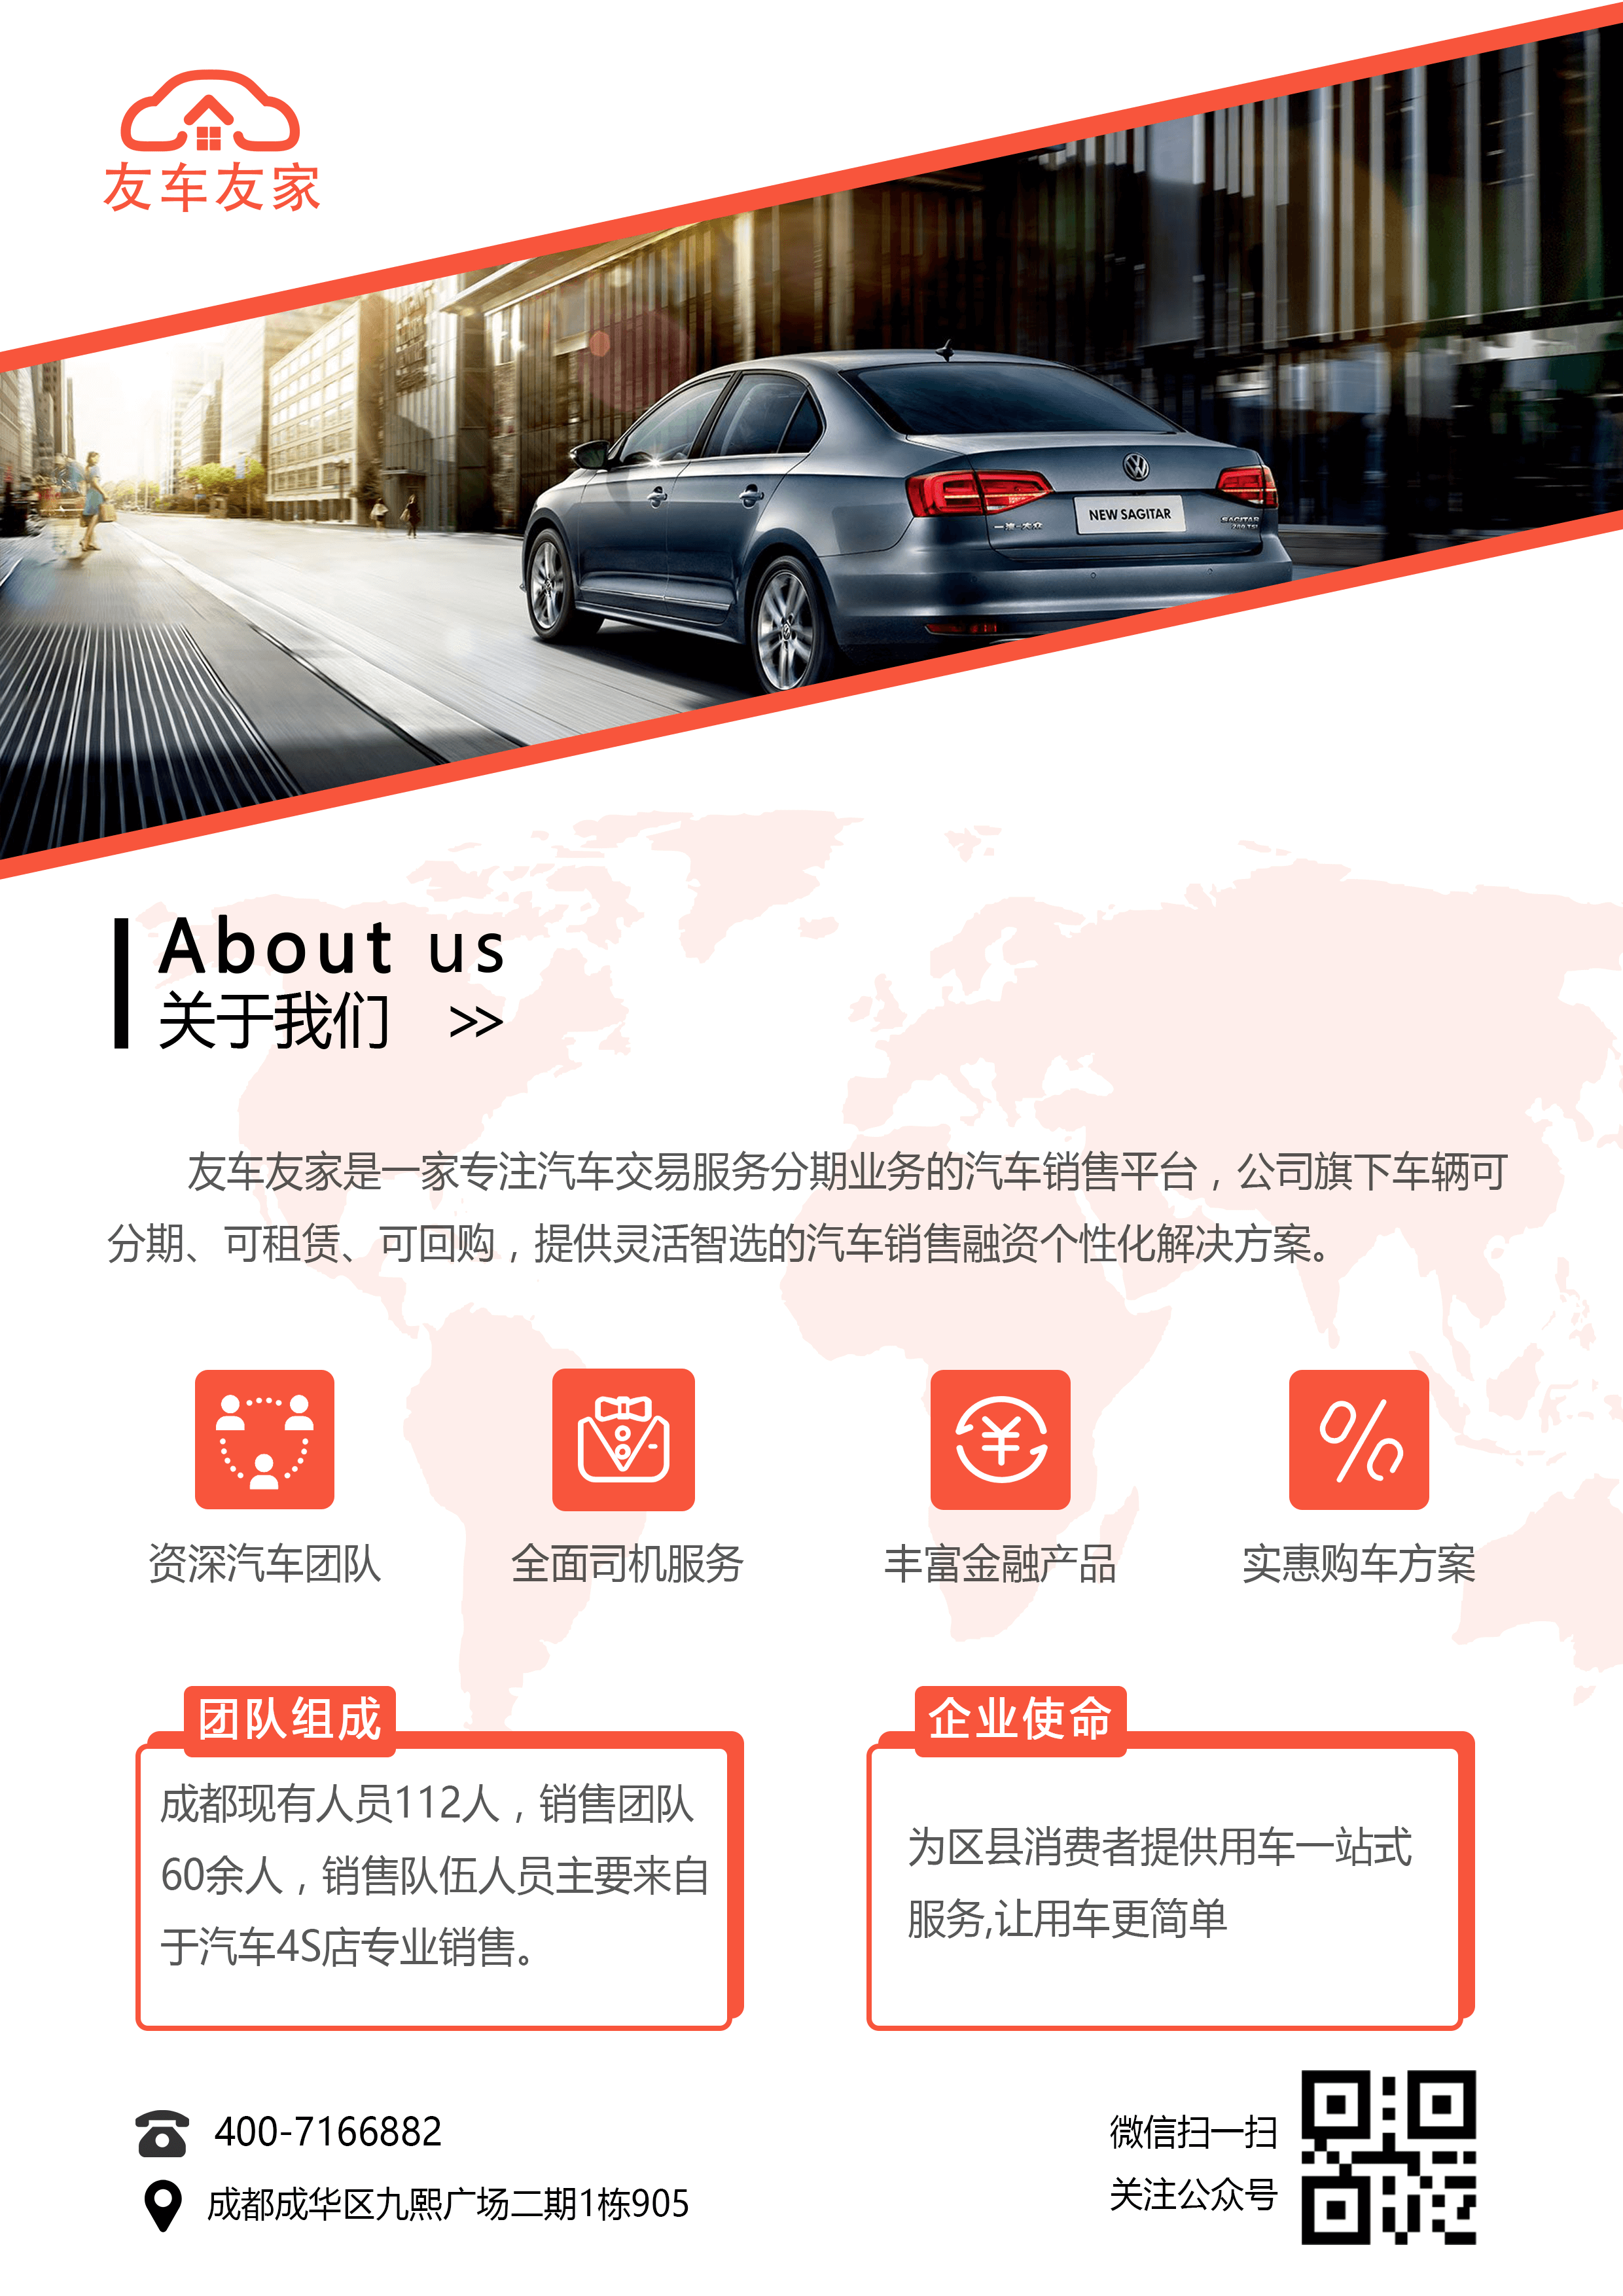 友车友家
一汽-大众
NEW SAGITAR
SAGITAR
280 TSI
About us
关于我们 >>
友车友家是一家专注汽车交易服务分期业务的汽车销售平台，公司旗下车辆可
分期、可租赁、可回购，提供灵活智选的汽车销售融资个性化解决方案。
资深汽车团队
全面司机服务
丰富金融产品
实惠购车方案
团队组成
成都现有人员112人，销售团队
60余人，销售队伍人员主要来自
于汽车4S店专业销售。
企业使命
为区县消费者提供用车一站式
服务,让用车更简单
400-7166882
成都成华区九熙广场二期1栋905
微信扫一扫
关注公众号